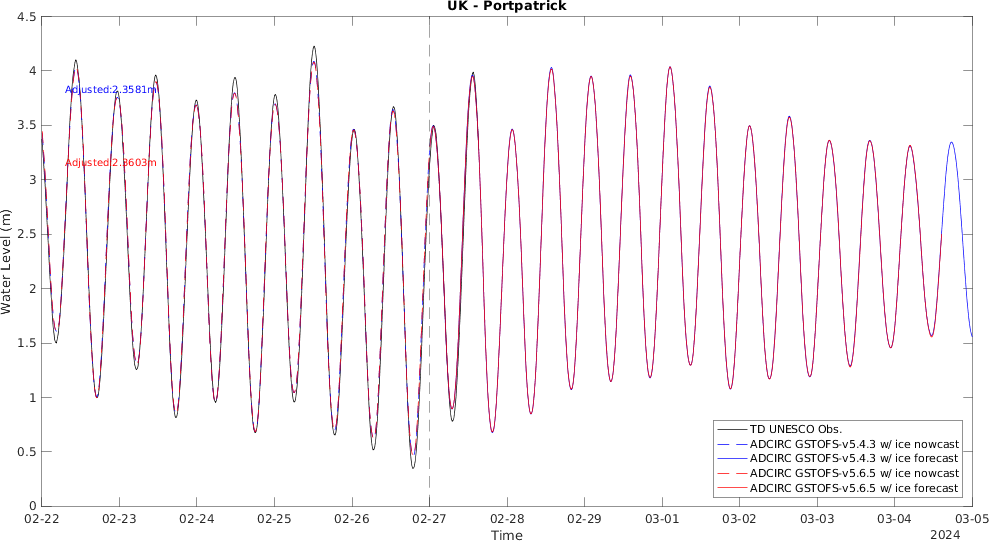 UK - Portpatrick
4.5
4
3.5
3
2.5
2
1.5
1
0.5
0
Water Level (m)
Adjusted:2.3581m
Adjusted:2.3603m
TD UNESCO Obs.
ADCIRC GSTOFS-v5.4.3 w/ ice nowcast
ADCIRC GSTOFS-v5.4.3 w/ ice forecast
ADCIRC GSTOFS-v5.6.5 w/ ice nowcast
ADCIRC GSTOFS-v5.6.5 w/ ice forecast
02-22 02-23 02-24 02-25 02-26 02-27 02-28 02-29 03-01 03-02 03-03 03-04 03-05
Time
2024